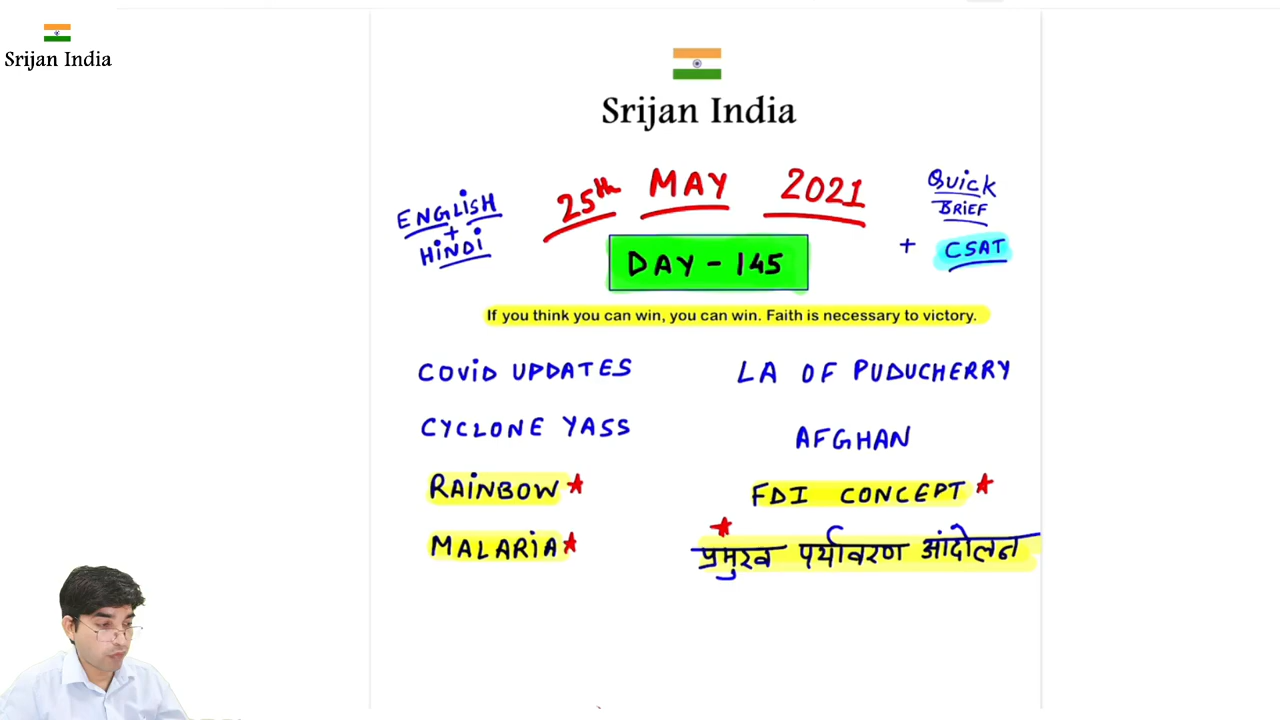 Srijan India
Srijan India
ENGLISH
+
HINDI
25th MAY 2021
QUICK
BRIEF
+ CSAT
DAY - 145
If you think you can win, you can win. Faith is necessary to victory.
COVID UPDATES
LA OF PUDUCHERRY
CYCLONE YASS
AFGHAN
RAINBOW
FDI CONCEPT
MALARIA
प्रमुख पर्यावरण आंदोलन